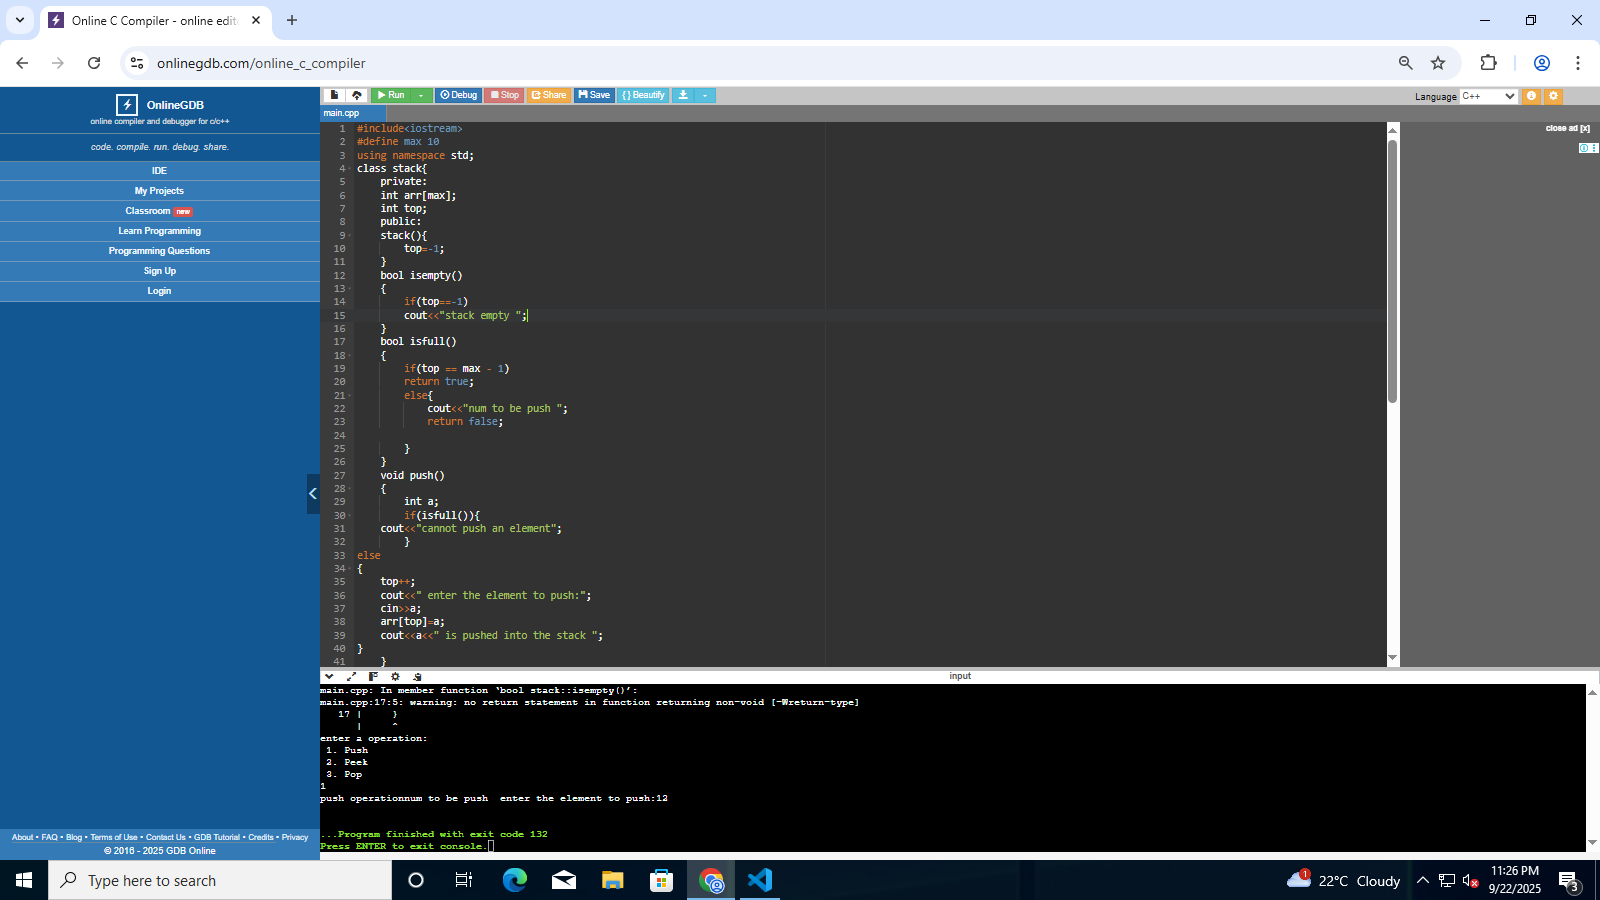 Online C Compiler - online edit
onlinegdb.com/online_c_compiler
OnlineGDB
online compiler and debugger for c/c++
code. compile. run. debug. share.
IDE
My Projects
Classroom new
Learn Programming
Programming Questions
Sign Up
Login
About • FAQ • Blog • Terms of Use • Contact Us • GDB Tutorial • Credits • Privacy
© 2016 - 2025 GDB Online
Run Debug Stop Share Save {} Beautify
Language C++
main.cpp
close ad [x]
1 #include<iostream>
2 #define max 10
3 using namespace std;
4 class stack{
5 private:
6 int arr[max];
7 int top;
8 public:
9 stack(){
10 top=-1;
11 }
12 bool isempty()
13 {
14 if(top==-1)
15 cout<<"stack empty ";
16 }
17 bool isfull()
18 {
19 if(top == max - 1)
20 return true;
21 else{
22 cout<<"num to be push ";
23 return false;
24
25 }
26 }
27 void push()
28 {
29 int a;
30 if(isfull()){
31 cout<<"cannot push an element";
32 }
33 else
34 {
35 top++;
36 cout<<" enter the element to push:";
37 cin>>a;
38 arr[top]=a;
39 cout<<a<<" is pushed into the stack ";
40 }
41 }
input
main.cpp: In member function ‘bool stack::isempty()’:
main.cpp:17:5: warning: no return statement in function returning non-void [-Wreturn-type]
17 | }
| ^
enter a operation:
1. Push
2. Peek
3. Pop
1
push operationnum to be push  enter the element to push:12
...Program finished with exit code 132
Press ENTER to exit console.
Type here to search
1
22°C Cloudy
11:26 PM
9/22/2025
3